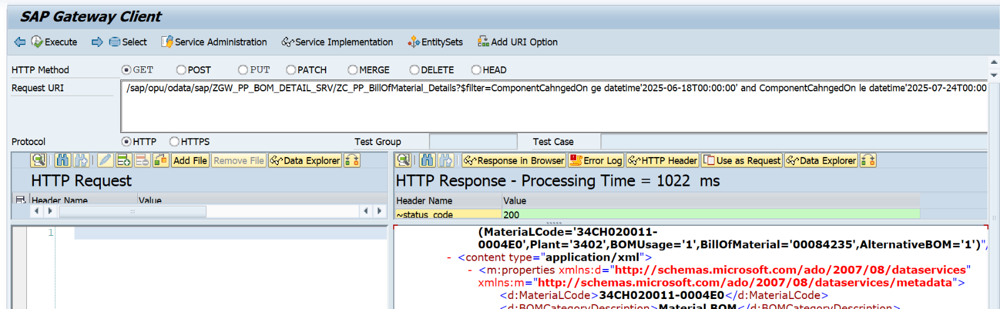 SAP Gateway Client
Execute Select Service Administration Service Implementation EntitySets Add URI Option
HTTP Method GET POST PUT PATCH MERGE DELETE HEAD
Request URI /sap/opu/odata/sap/ZGW_PP_BOM_DETAIL_SRV/ZC_PP_BillOfMaterial_Details?$filter=ComponentCahngedOn ge datetime'2025-06-18T00:00:00' and ComponentCahngedOn le datetime'2025-07-24T00:00
Protocol HTTP HTTPS Test Group Test Case
Add File Remove File Data Explorer Response in Browser Error Log HTTP Header Use as Request Data Explorer
HTTP Request HTTP Response - Processing Time = 1022 ms
Header Name Value Header Name Value
~status_code 200
1
(MateriaLCode='34CH020011-
0004E0',Plant='3402',BOMUsage='1',BillOfMaterial='00084235',AlternativeBOM='1')"/
- <content type="application/xml">
- <m:properties xmlns:d="http://schemas.microsoft.com/ado/2007/08/dataservices"
xmlns:m="http://schemas.microsoft.com/ado/2007/08/dataservices/metadata">
<d:MateriaLCode>34CH020011-0004E0</d:MateriaLCode>
<d:BOMCategoryDescription>Material BOM</d:BOMCategoryDescription>